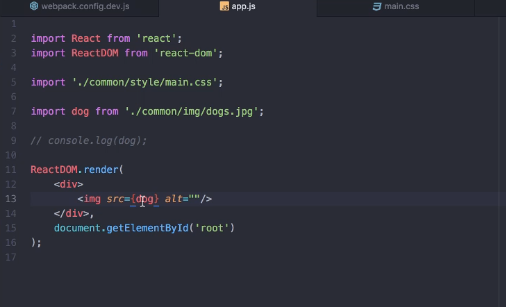 webpack.config.dev.js app.js main.css
1
2 import React from 'react';
3 import ReactDOM from 'react-dom';
4
5 import './common/style/main.css';
6
7 import dog from './common/img/dogs.jpg';
8
9 // console.log(dog);
10
11 ReactDOM.render(
12 <div>
13 <img src={dog} alt=""/>
14 </div>,
15 document.getElementById('root')
16 );
17